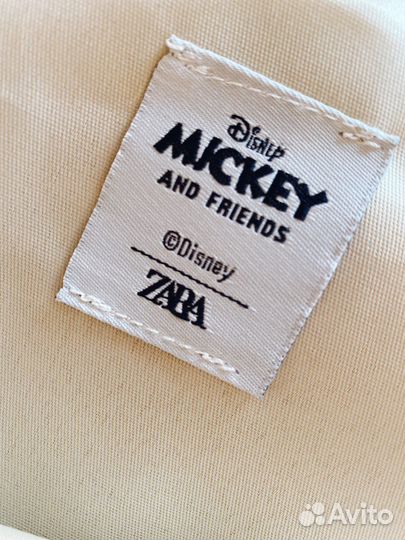 Disney
MICKEY
AND FRIENDS
©Disney
ZARA
Avito